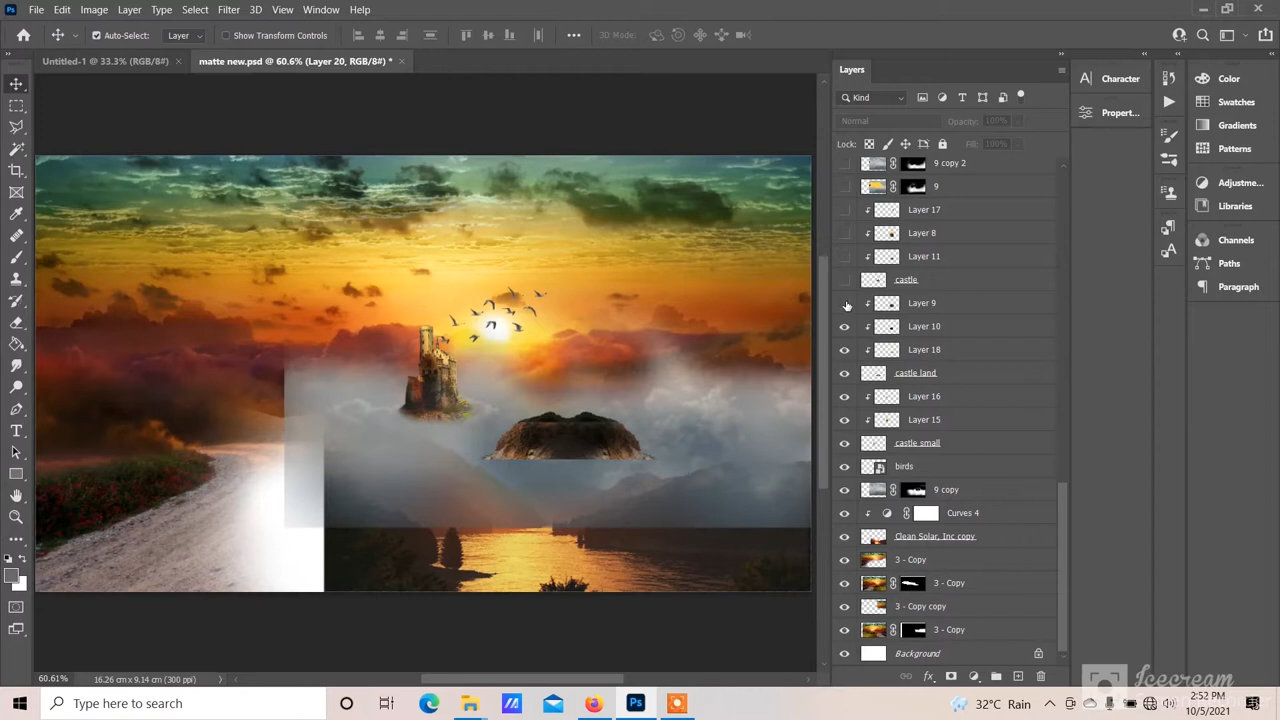 Ps File Edit Image Layer Type Select Filter 3D View Window Help
Auto-Select: Layer Show Transform Controls 3D Mode:
Untitled-1 @ 33.3% (RGB/8#) × matte new.psd @ 60.6% (Layer 20, RGB/8#) * ×
Layers
Kind
Normal Opacity: 100%
Lock: Fill: 100%
9 copy 2
9
Layer 17
Layer 8
Layer 11
castle
Layer 9
Layer 10
Layer 18
castle land
Layer 16
Layer 15
castle small
birds
9 copy
Curves 4
Clean Solar, Inc copy
3 - Copy
3 - Copy
3 - Copy copy
3 - Copy
Background
Character
Propert...
Color
Swatches
Gradients
Patterns
Adjustme...
Libraries
Channels
Paths
Paragraph
60.61% 16.26 cm x 9.14 cm (300 ppi)
Icecream
Type here to search
Ps
32°C Rain
2:52 PM
10/5/2021